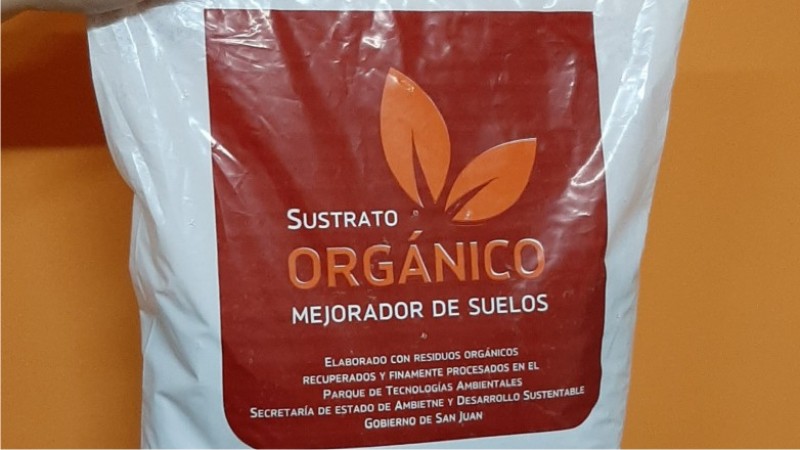 SUSTRATO
ORGÁNICO
MEJORADOR DE SUELOS
ELABORADO CON RESIDUOS ORGÁNICOS
RECUPERADOS Y FINAMENTE PROCESADOS EN EL
PARQUE DE TECNOLOGÍAS AMBIENTALES
SECRETARÍA DE ESTADO DE AMBIETNE Y DESARROLLO SUSTENTABLE
GOBIERNO DE SAN JUAN